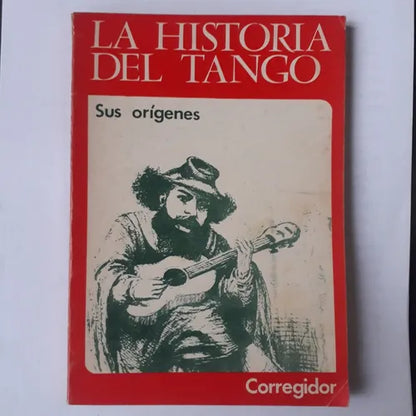 LA HISTORIA
DEL TANGO
Sus orígenes
Corregidor